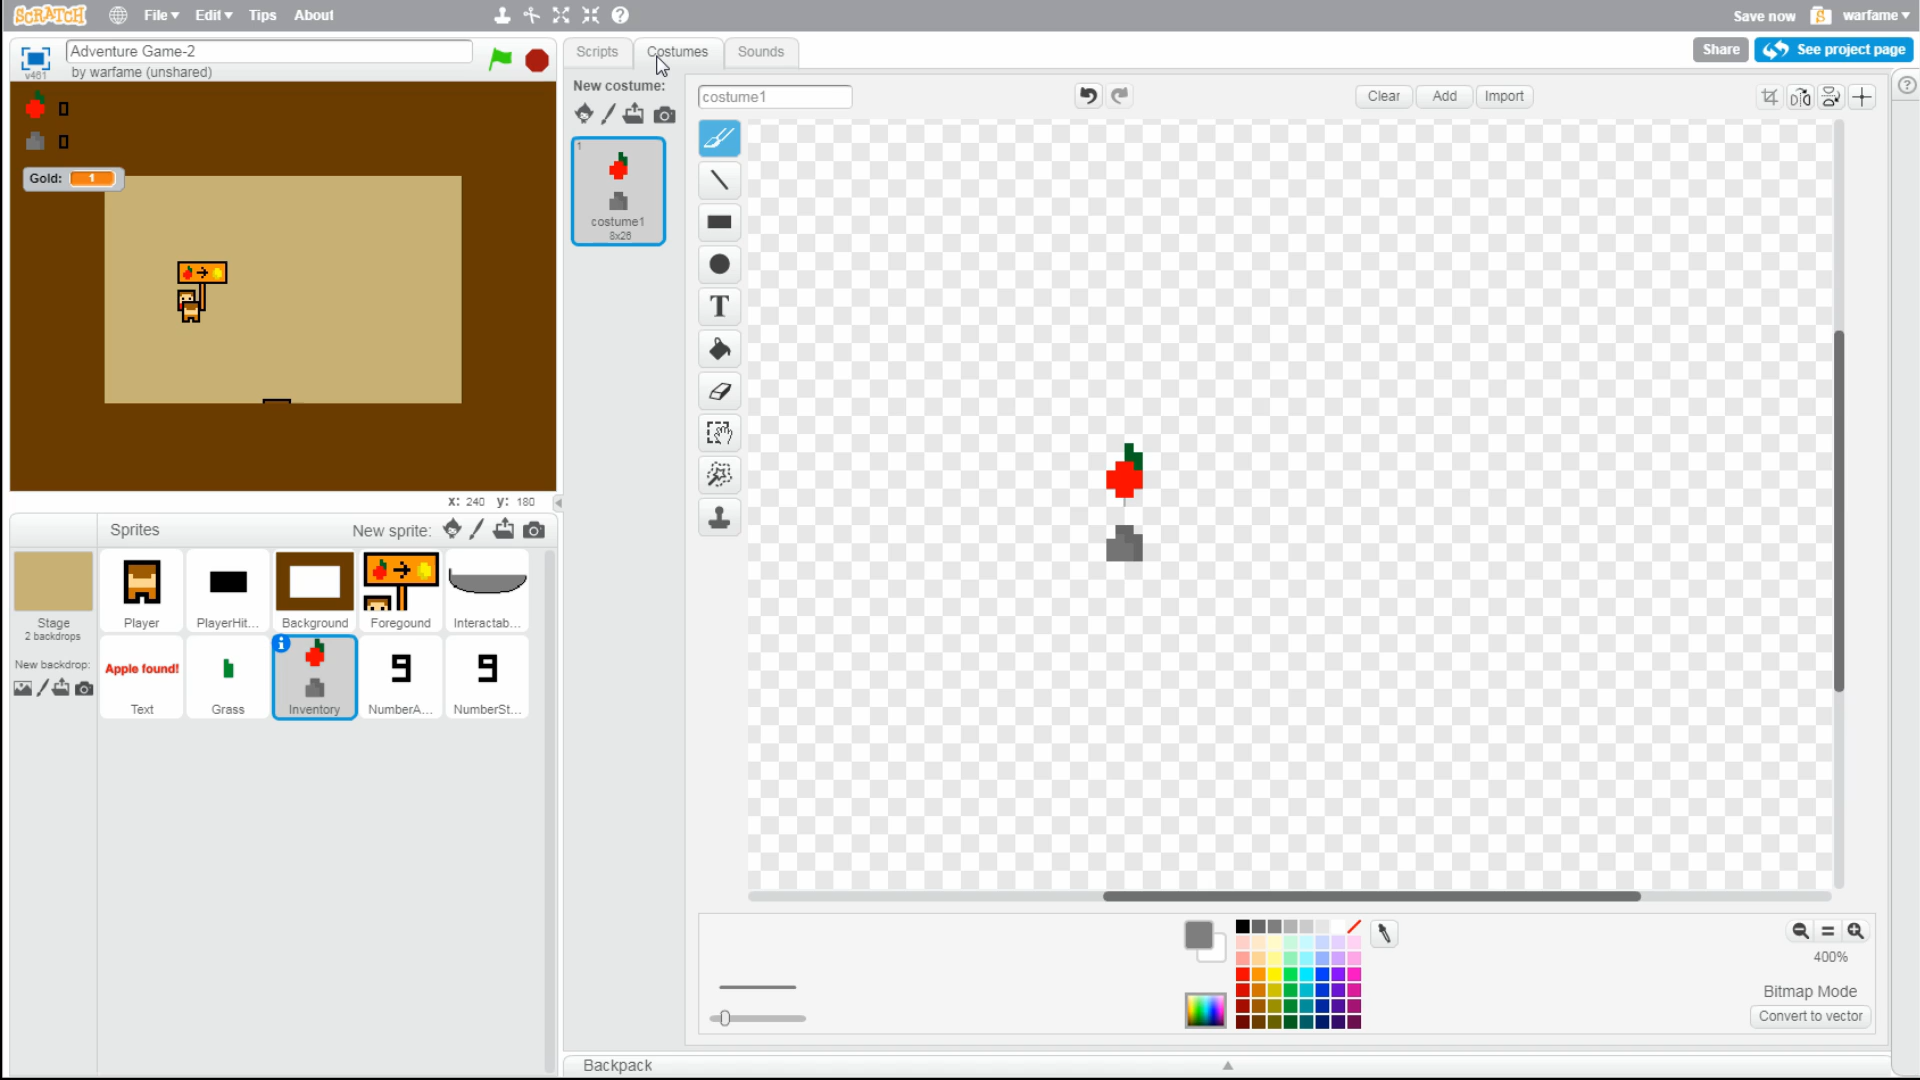 SCRATCH File Edit Tips About Save now S warfame
v461 Adventure Game-2
by warfame (unshared)
Scripts Costumes Sounds Share See project page
New costume:
costume1 Clear Add Import
0
0
Gold: 1
1
costume1
8x26
T
x: 240 y: 180
Sprites New sprite:
Stage
2 backdrops
New backdrop:
Player PlayerHit... Background Foregound Interactab...
Apple found!
9 9
Text Grass Inventory NumberA... NumberSt...
400%
Bitmap Mode
Convert to vector
Backpack